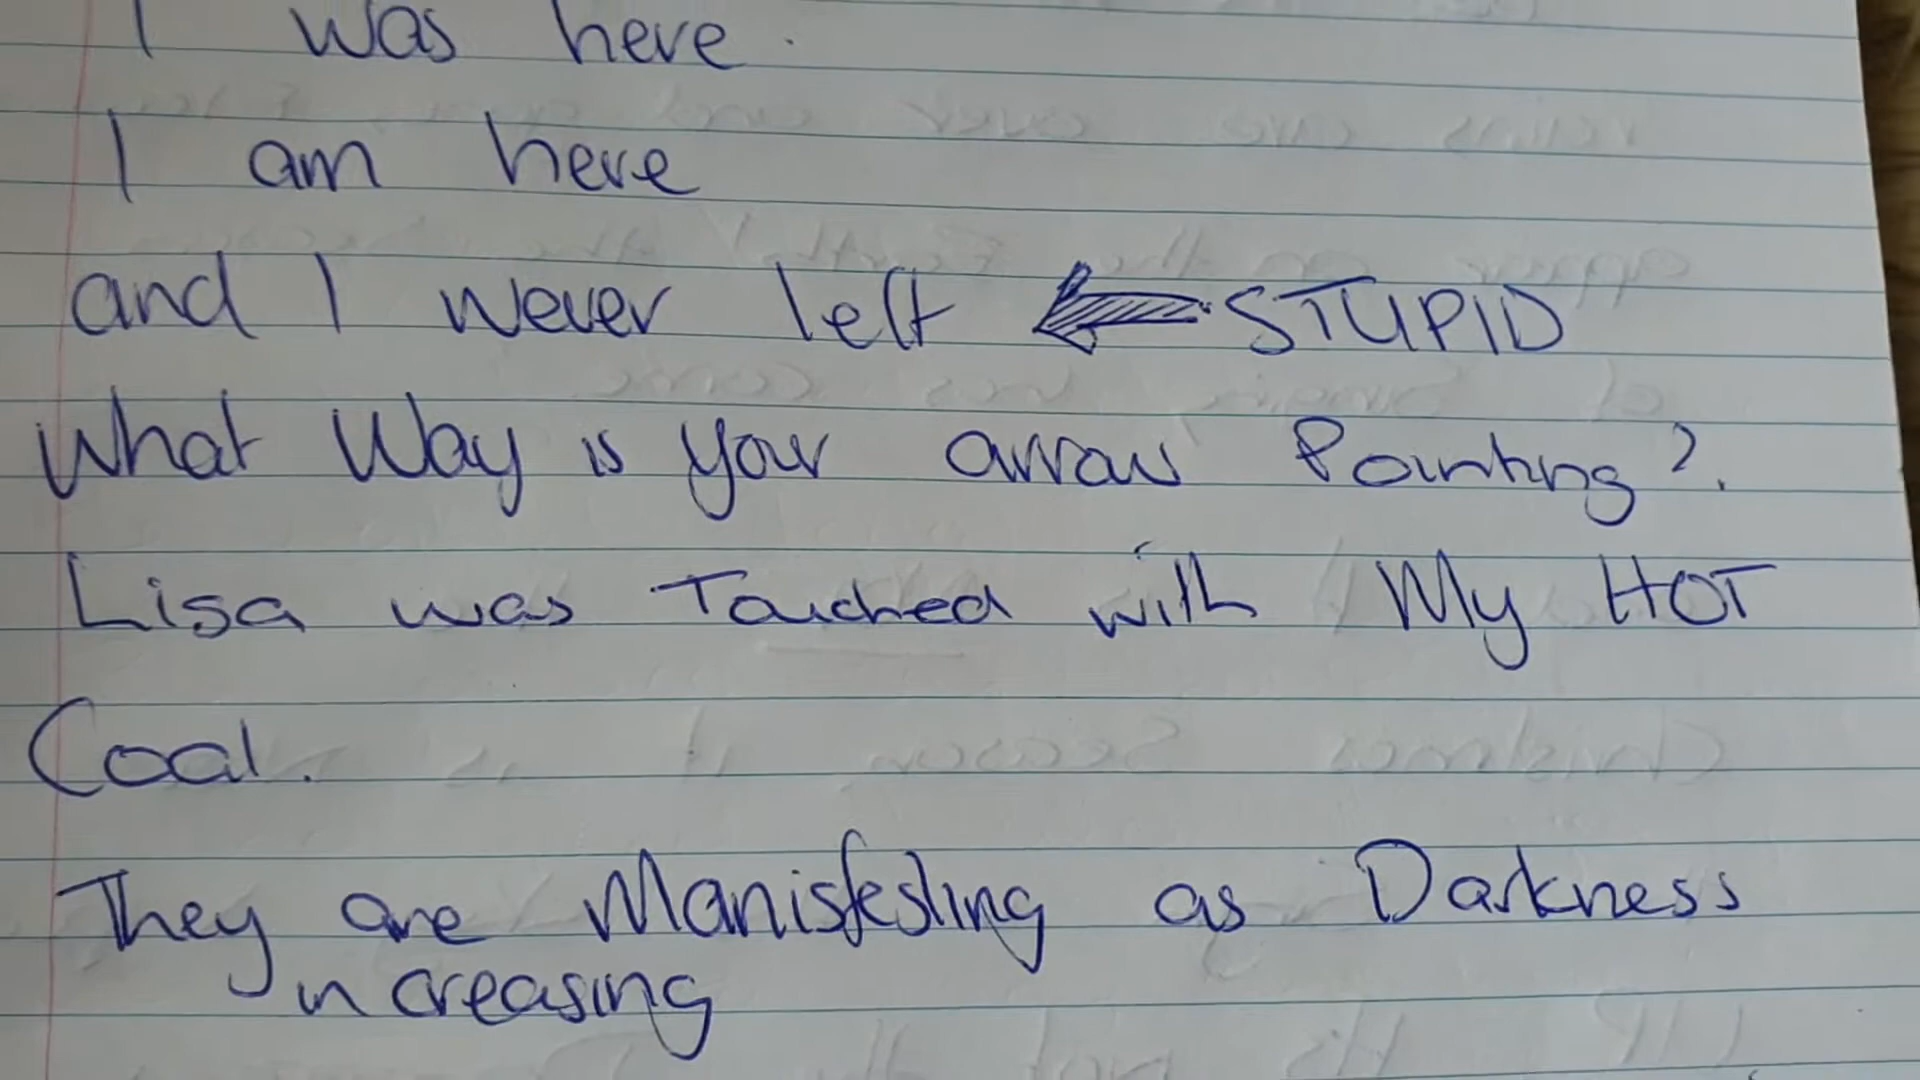 I was here.
I am here
and I never left ⇐ STUPID
What Way is your arrow Pointing?.
Lisa was Touched with My HOT
Coal.
They are Manisfesting as Darkness
increasing